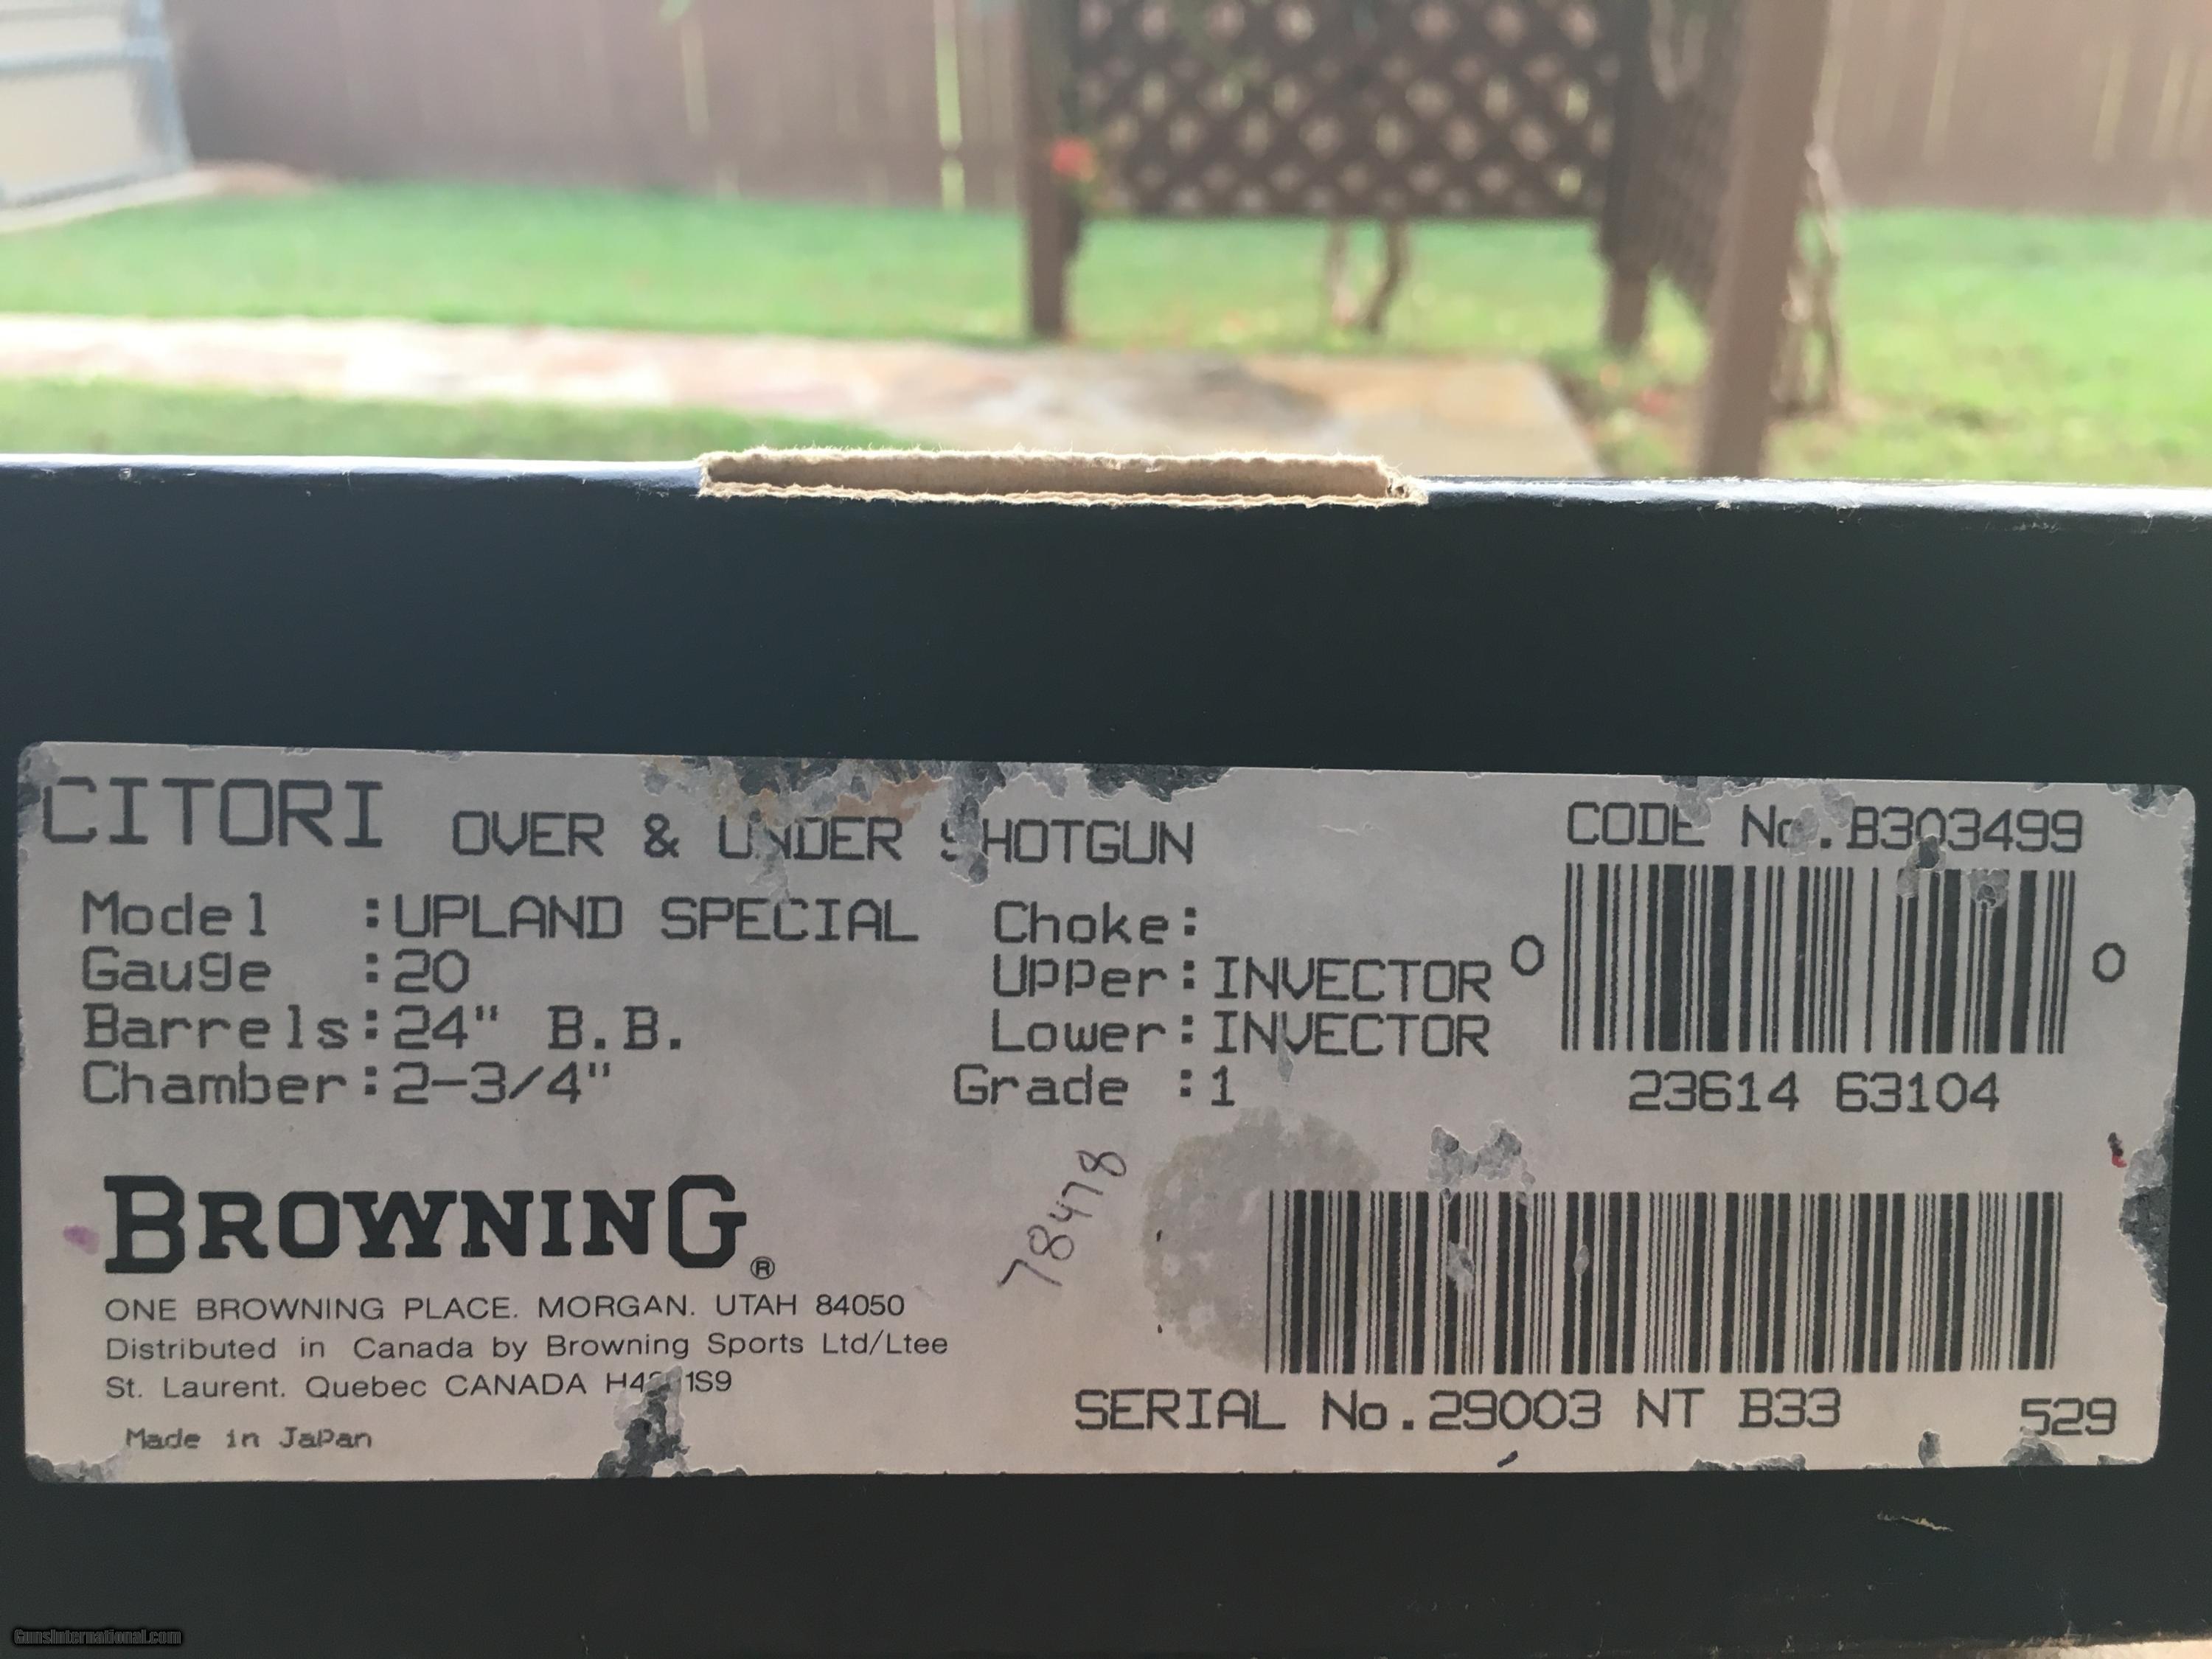 CITORI OVER & UNDER SHOTGUN
CODE No.B303499
Model :UPLAND SPECIAL
Gauge :20
Barrels:24" B.B.
Chamber:2-3/4"
Choke:
Upper:INVECTOR
Lower:INVECTOR
Grade :1
0 0
23614 63104
78478
BROWNING®
ONE BROWNING PLACE. MORGAN. UTAH 84050
Distributed in Canada by Browning Sports Ltd/Ltee
St. Laurent. Quebec CANADA 1S9
Made in Japan
SERIAL No.29003 NT B33 529
GunsInternational.com